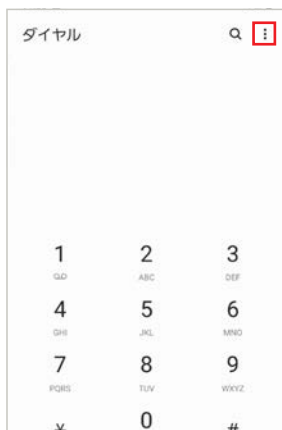 ダイヤル
1 2 3
ABC DEF
4 5 6
GHI JKL MNO
7 8 9
PQRS TUV WXYZ
0 #